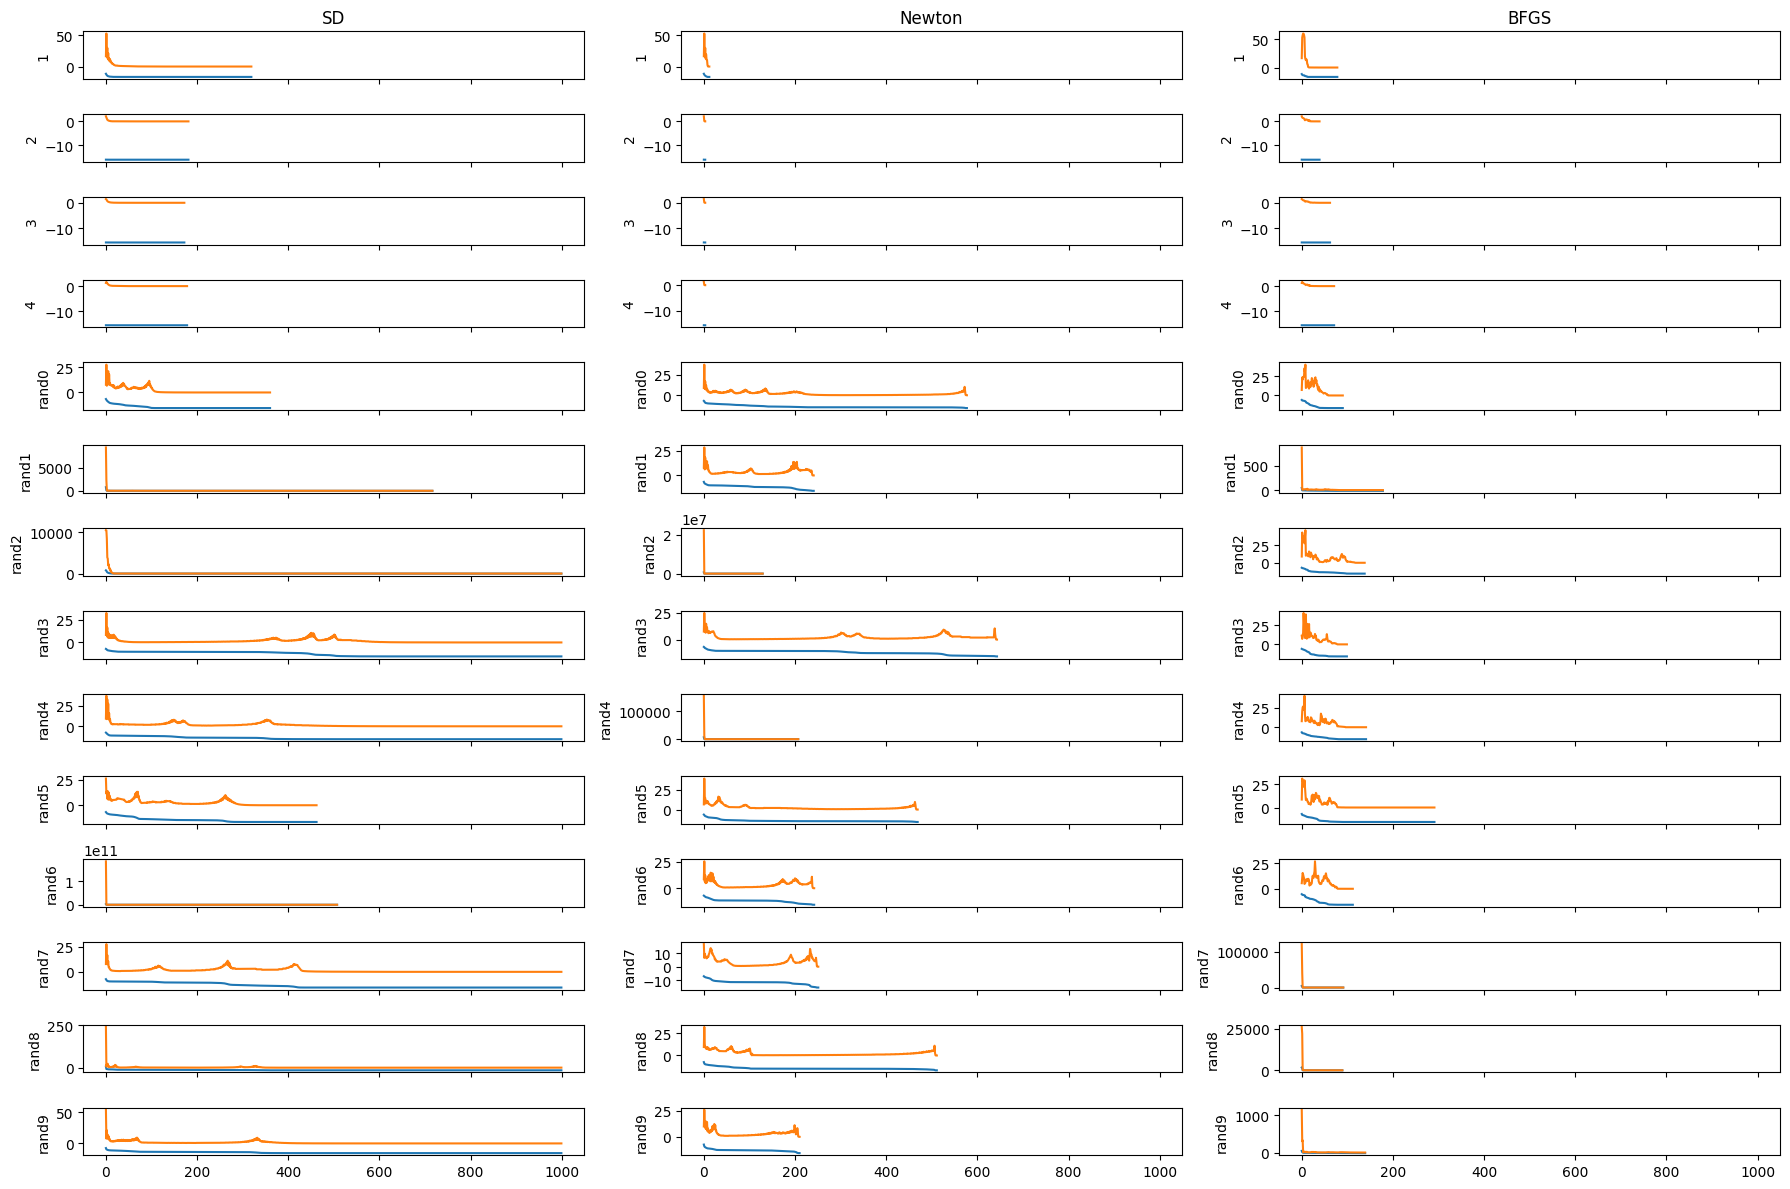 SD Newton BFGS
1 50 0 1 50 0 1 50 0
2 0 −10 2 0 −10 2 0 −10
3 0 −10 3 0 −10 3 0 −10
4 0 −10 4 0 −10 4 0 −10
rand0 25 0 rand0 25 0 rand0 25 0
rand1 5000 0 rand1 25 0 rand1 500 0
1e7
rand2 10000 0 rand2 2 0 rand2 25 0
rand3 25 0 rand3 25 0 rand3 25 0
rand4 25 0 rand4 100000 0 rand4 25 0
rand5 25 0 rand5 25 0 rand5 25 0
1e11
rand6 1 0 rand6 25 0 rand6 25 0
rand7 25 0 rand7 10 0 −10 rand7 100000 0
rand8 250 0 rand8 25 0 rand8 25000 0
rand9 50 0 rand9 25 0 rand9 1000 0
0 200 400 600 800 1000 0 200 400 600 800 1000 0 200 400 600 800 1000